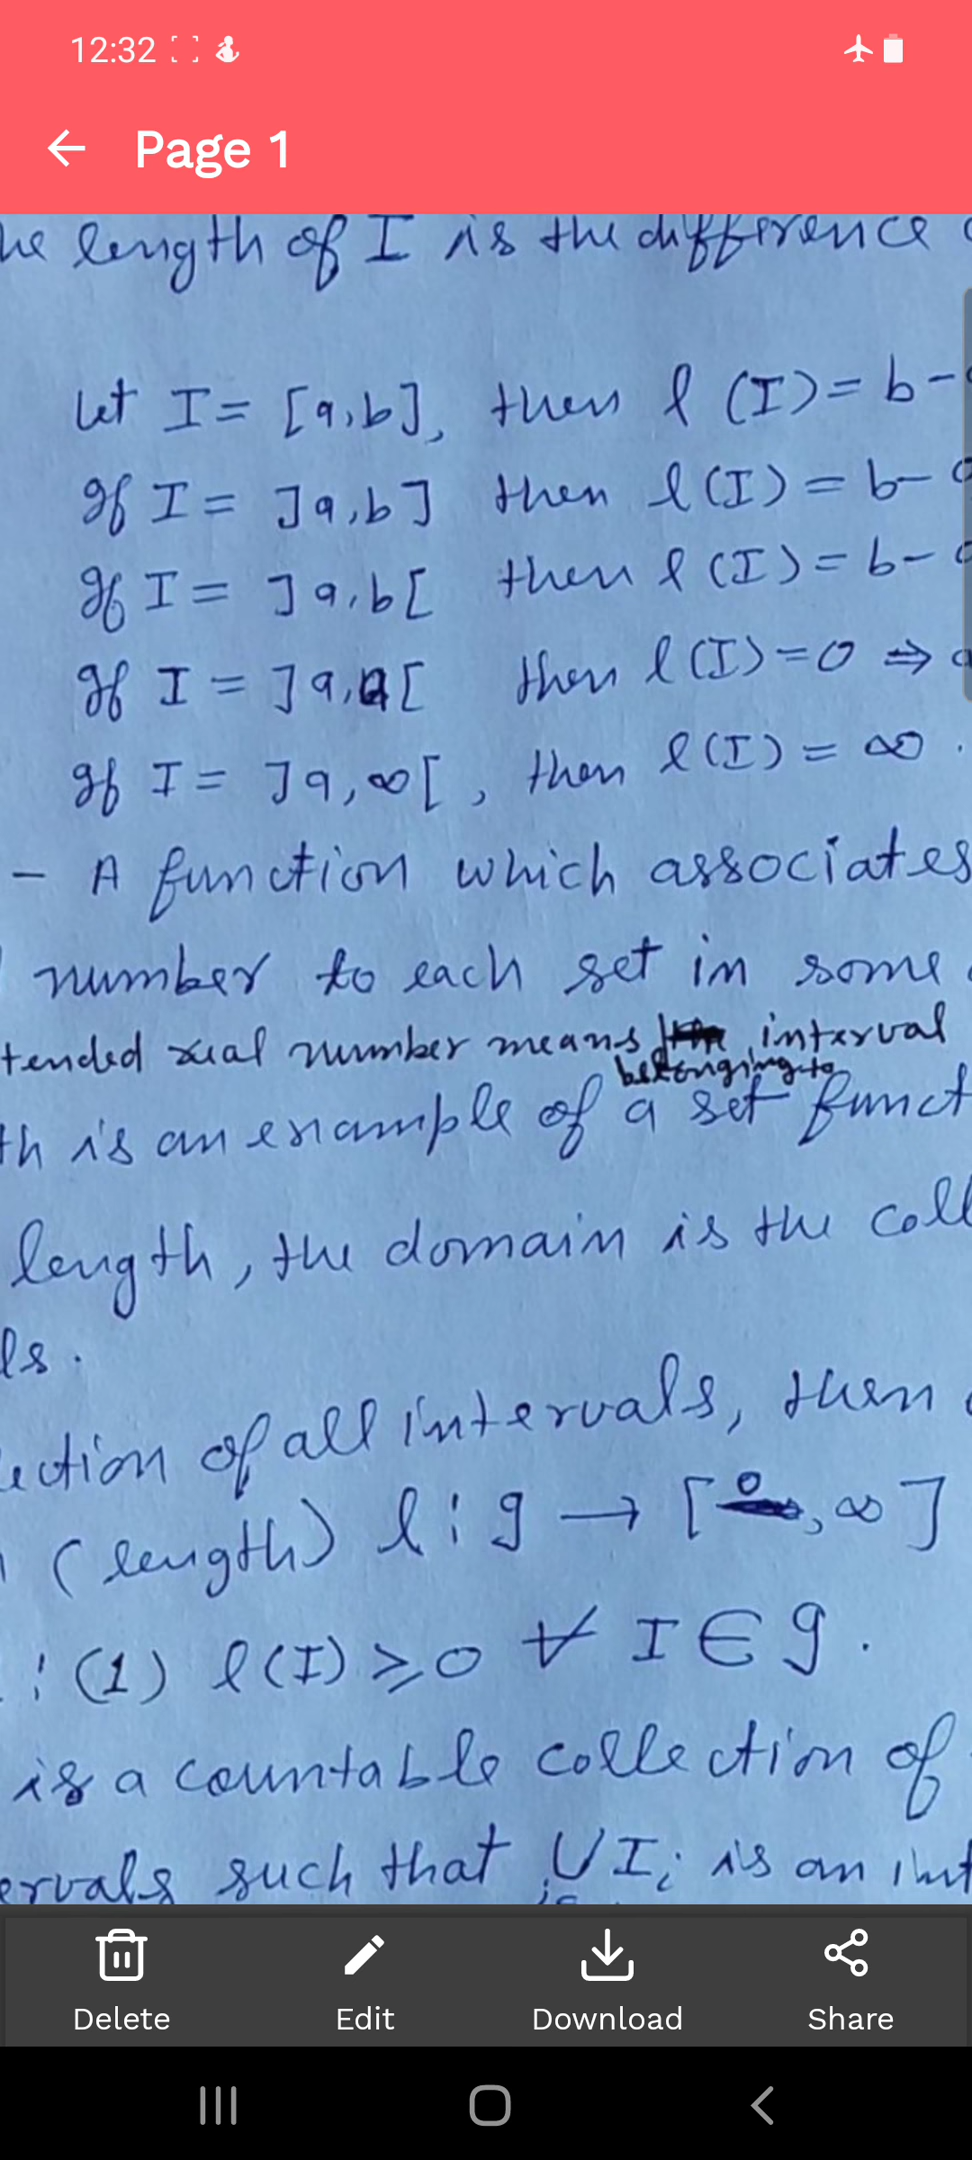 12:32
Page 1
he length of I is the difference
Let I = [a,b], then l (I) = b-
If I = ]a,b] then l(I) = b-
If I = ]a,b[ then l(I) = b-
If I = ]a,a[ then l(I)=0 ⇒
If I = ]a,∞[, then l(I) = ∞ .
- A function which associates
number to each set in some
tended real number means interval
belonging to
th is an example of a set funct
length, the domain is the coll
ls.
ection of all intervals, then
(length) l : g → [0, ∞]
: (1) l(I) ≥ 0 ∀ I ∈ g .
is a countable collection of
ervals such that ∪ I i is an int
Delete Edit Download Share